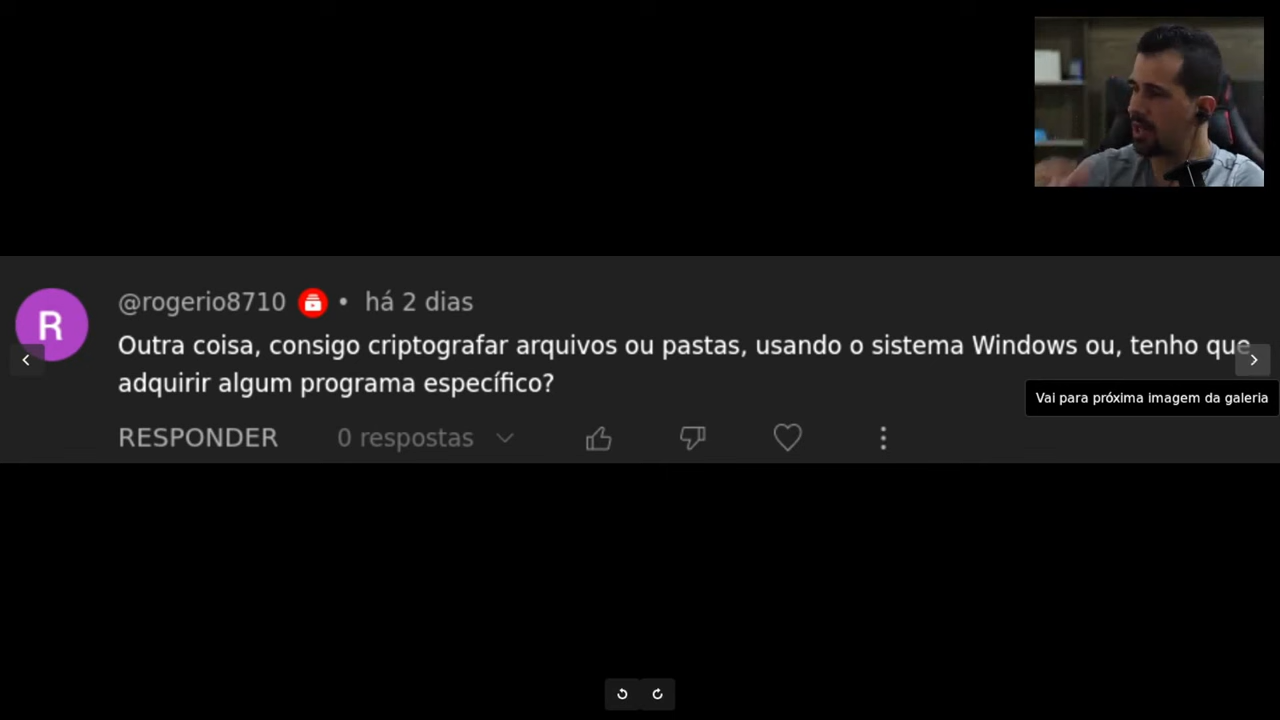 @rogerio8710 • há 2 dias
Outra coisa, consigo criptografar arquivos ou pastas, usando o sistema Windows ou, tenho que
adquirir algum programa específico?
Vai para próxima imagem da galeria
RESPONDER 0 respostas
R